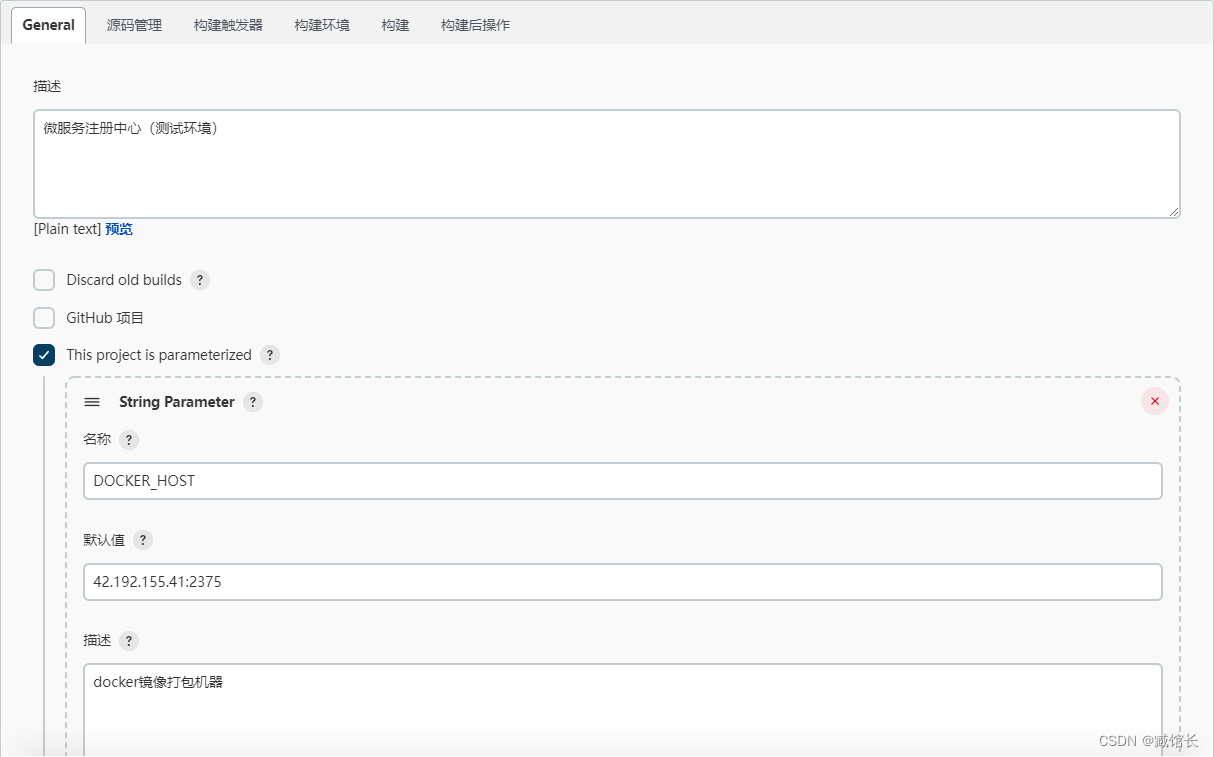 General 源码管理 构建触发器 构建环境 构建 构建后操作
描述
微服务注册中心（测试环境）
[Plain text] 预览
Discard old builds ?
GitHub 项目
This project is parameterized ?
String Parameter ?
名称 ?
DOCKER_HOST
默认值 ?
42.192.155.41:2375
描述 ?
docker镜像打包机器
CSDN @臧馆长